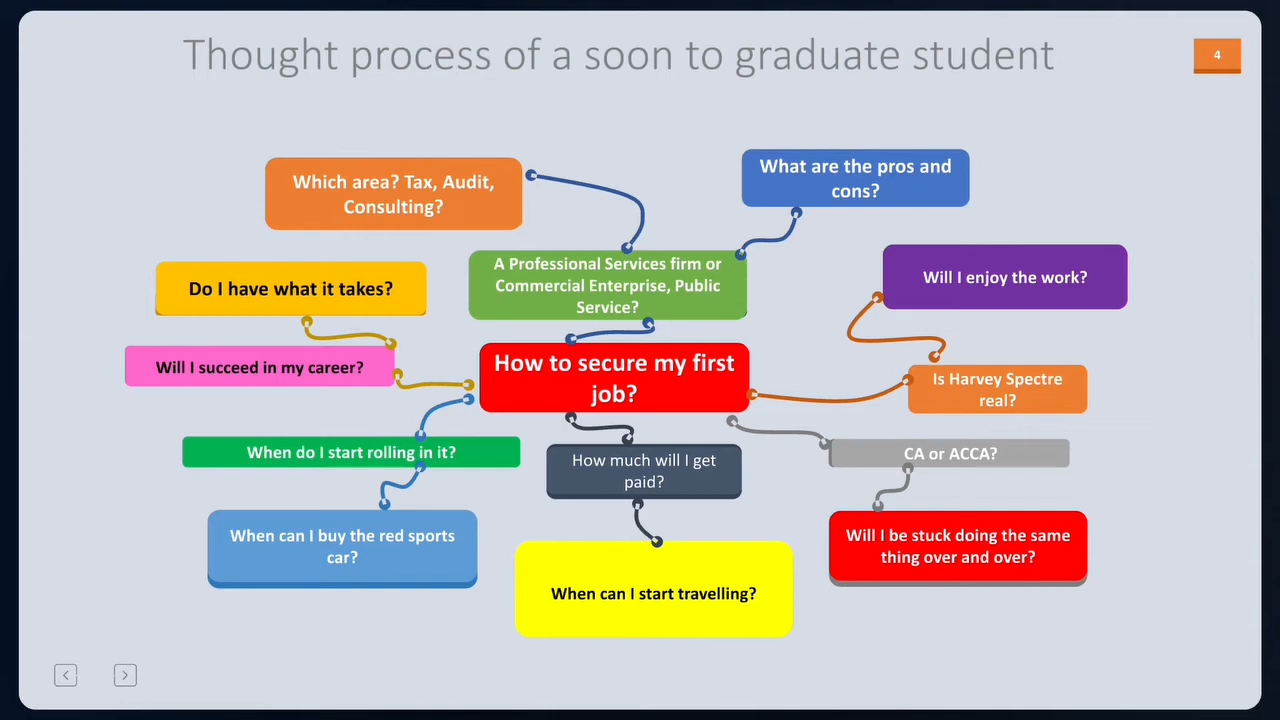 Thought process of a soon to graduate student
4
Which area? Tax, Audit,
Consulting?
What are the pros and
cons?
A Professional Services firm or
Commercial Enterprise, Public
Service?
Do I have what it takes?
Will I enjoy the work?
Will I succeed in my career?
How to secure my first
job?
Is Harvey Spectre
real?
When do I start rolling in it?
How much will I get
paid?
CA or ACCA?
When can I buy the red sports
car?
When can I start travelling?
Will I be stuck doing the same
thing over and over?